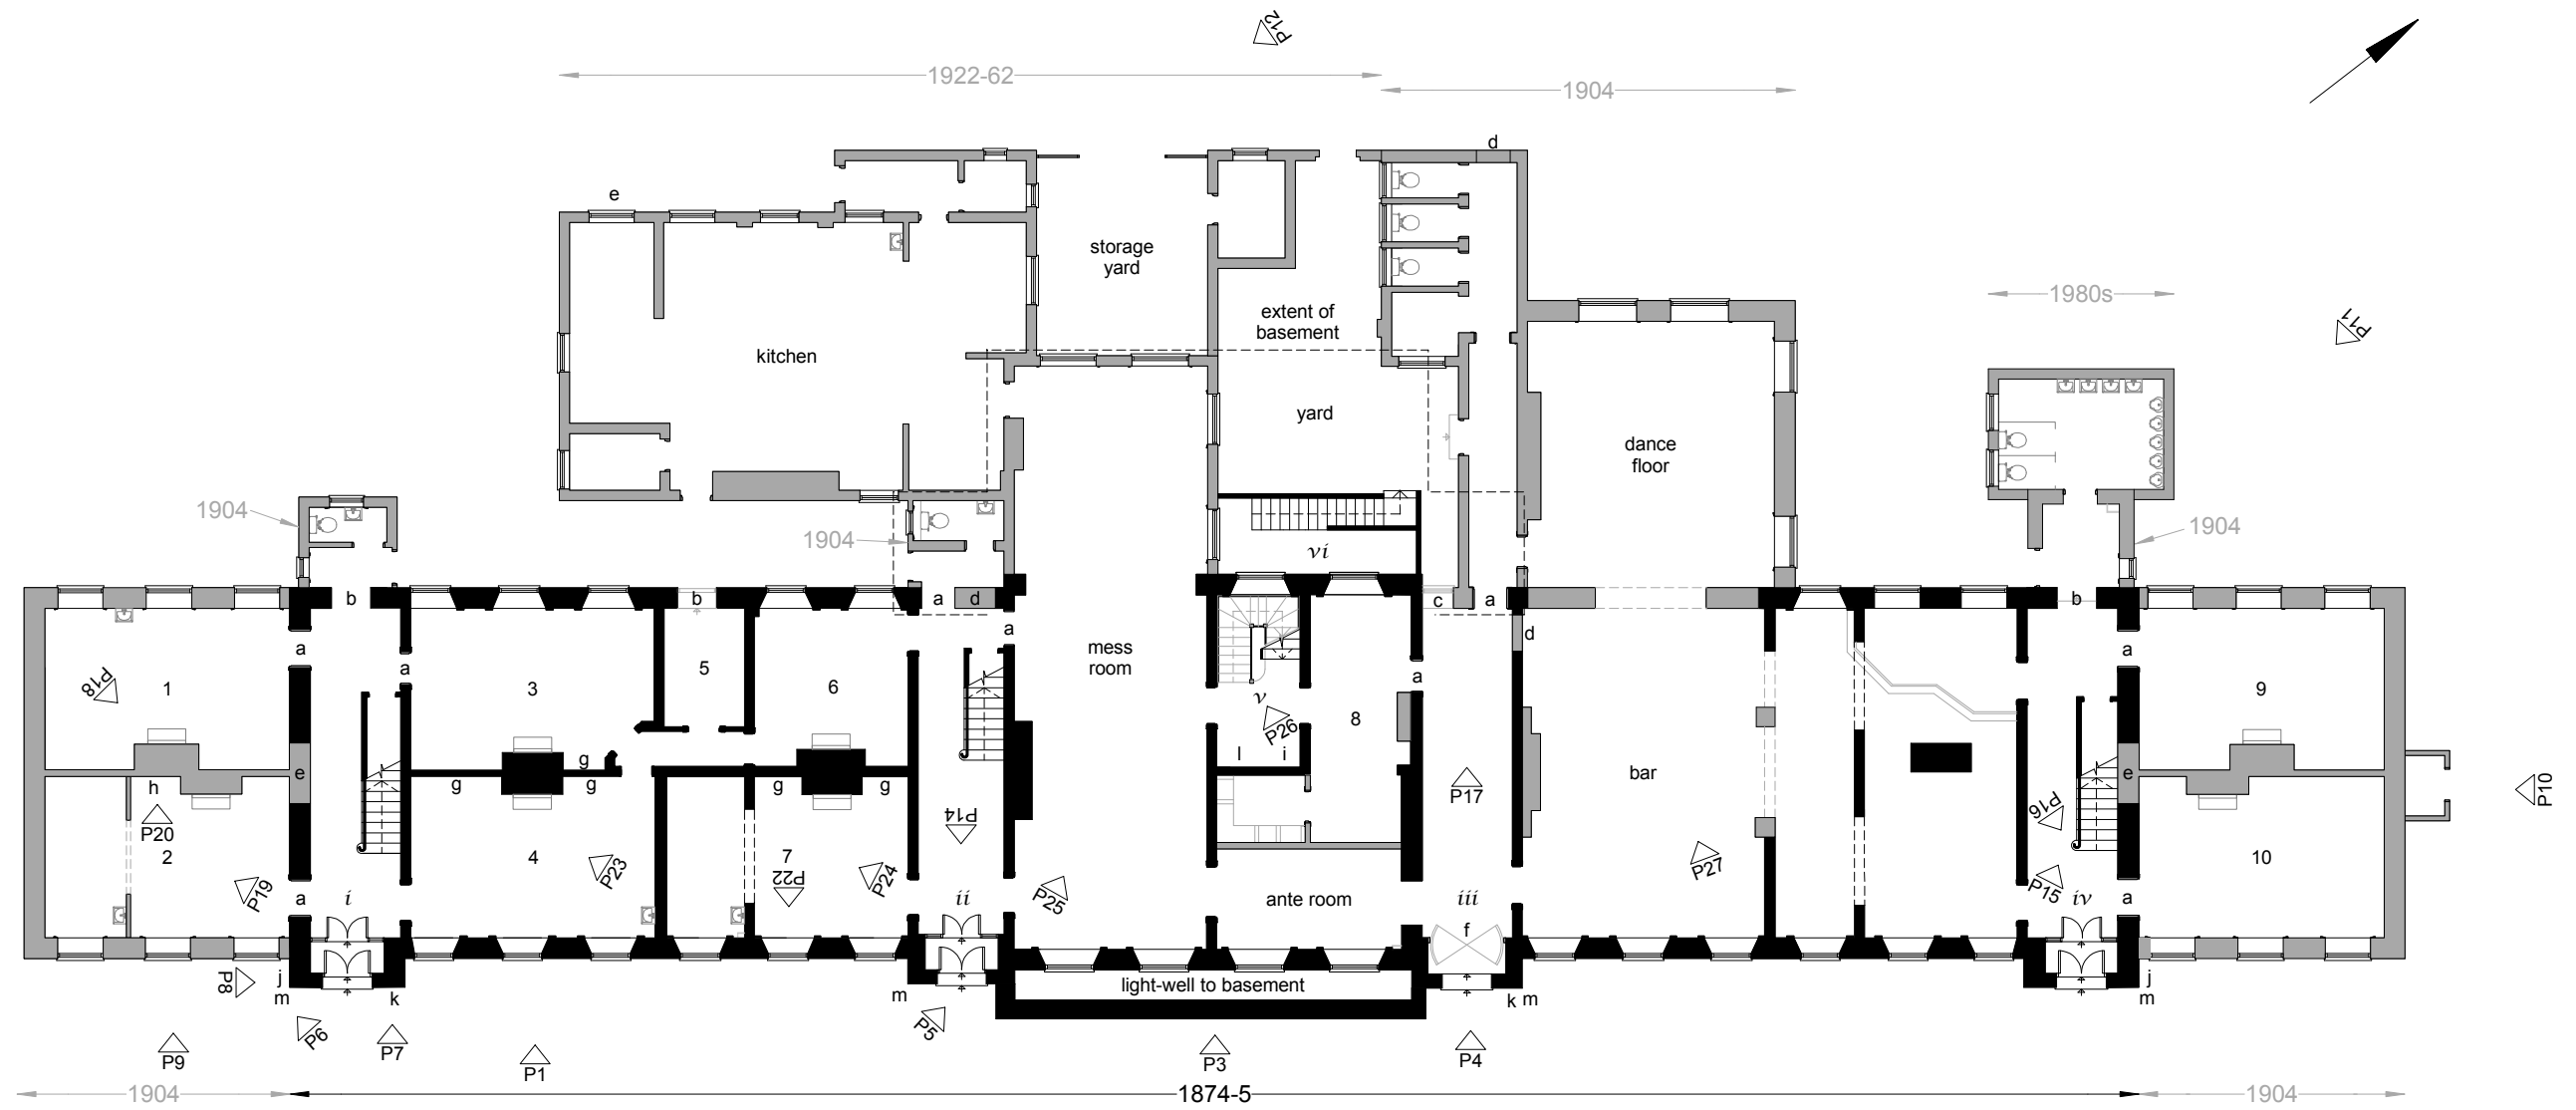 P12
1922-62
1904
d
e
storage
yard
extent of
basement
1980s
P11
kitchen
yard
dance
floor
1904
1904
1904
vi
b
b
a
d
c
a
b
a
a
a
d
a
a
mess
room
P18
1
3
5
6
v
P26
8
9
g
g
g
g
g
l
i
e
h
bar
e
P10
P20
2
4
P23
7
P22
P24
P14
P17
P27
P16
10
P19
a
i
ii
P25
ante room
iii
f
P15
iv
a
P8
j
m
k
m
light-well to basement
k
m
j
m
P6
P7
P9
P1
P5
P3
P4
1904
1874-5
1904